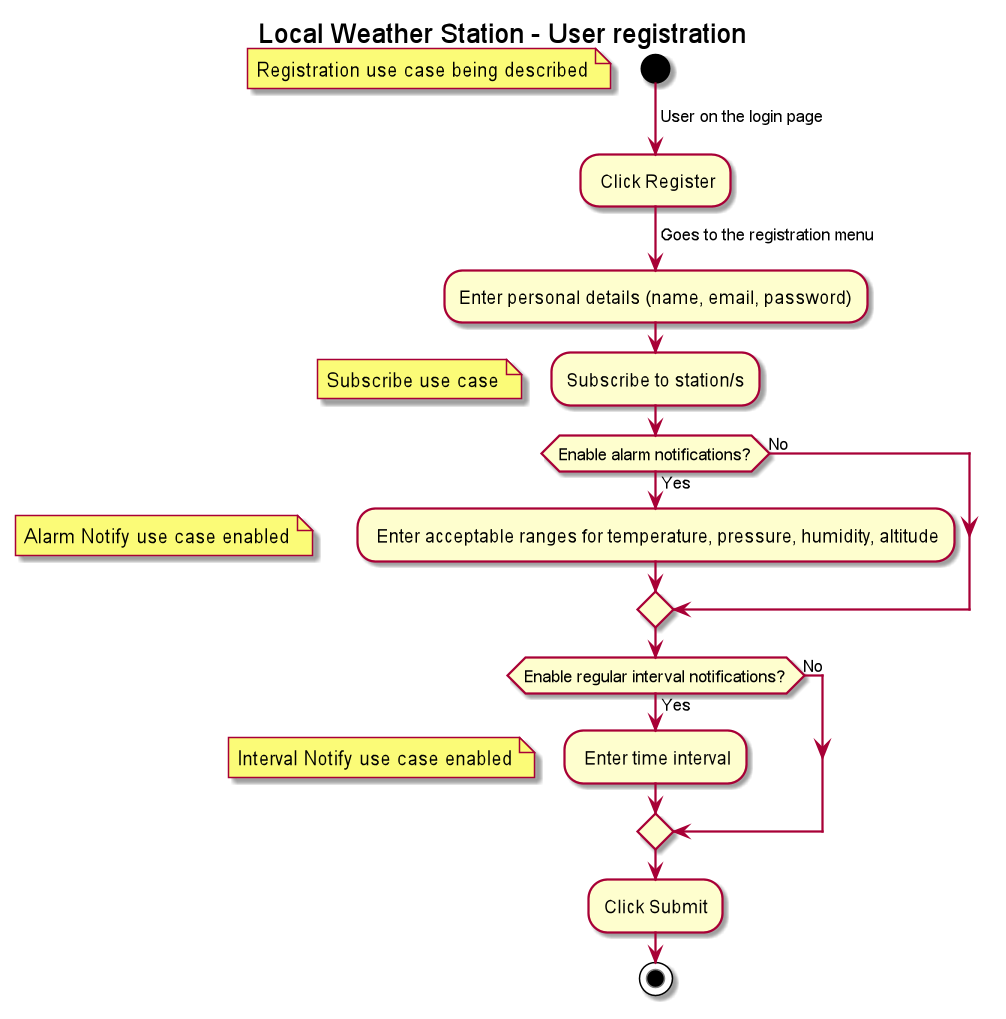 Local Weather Station - User registration
Registration use case being described
User on the login page
Click Register
Goes to the registration menu
Enter personal details (name, email, password)
Subscribe use case
Subscribe to station/s
Enable alarm notifications?
No
Yes
Alarm Notify use case enabled
Enter acceptable ranges for temperature, pressure, humidity, altitude
Enable regular interval notifications?
No
Yes
Interval Notify use case enabled
Enter time interval
Click Submit